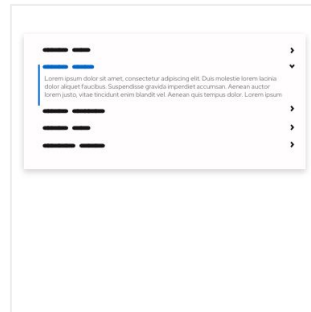 Lorem ipsum dolor sit amet, consectetur adipiscing elit. Duis molestie lorem lacinia
dolor aliquet faucibus. Suspendisse gravida imperdiet accumsan. Aenean auctor
lorem justo, vitae tincidunt enim blandit vel. Aenean quis tempus dolor. Lorem ipsum